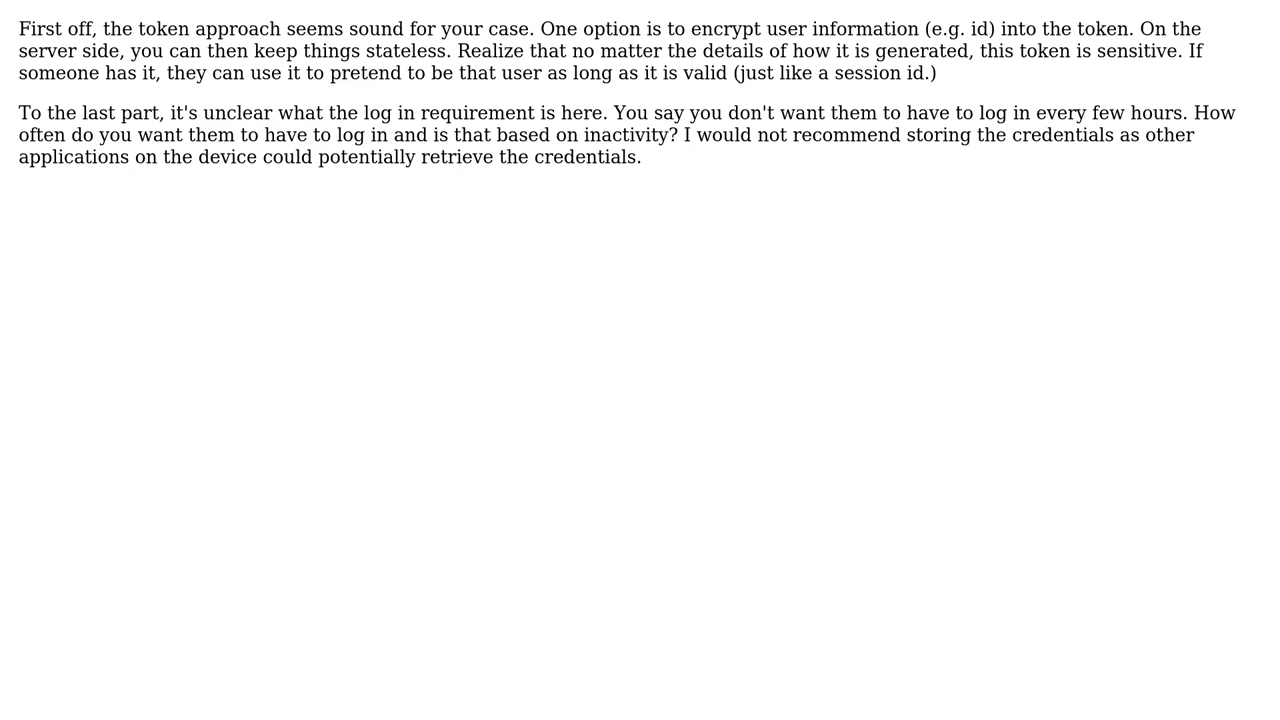 First off, the token approach seems sound for your case. One option is to encrypt user information (e.g. id) into the token. On the
server side, you can then keep things stateless. Realize that no matter the details of how it is generated, this token is sensitive. If
someone has it, they can use it to pretend to be that user as long as it is valid (just like a session id.)
To the last part, it's unclear what the log in requirement is here. You say you don't want them to have to log in every few hours. How
often do you want them to have to log in and is that based on inactivity? I would not recommend storing the credentials as other
applications on the device could potentially retrieve the credentials.